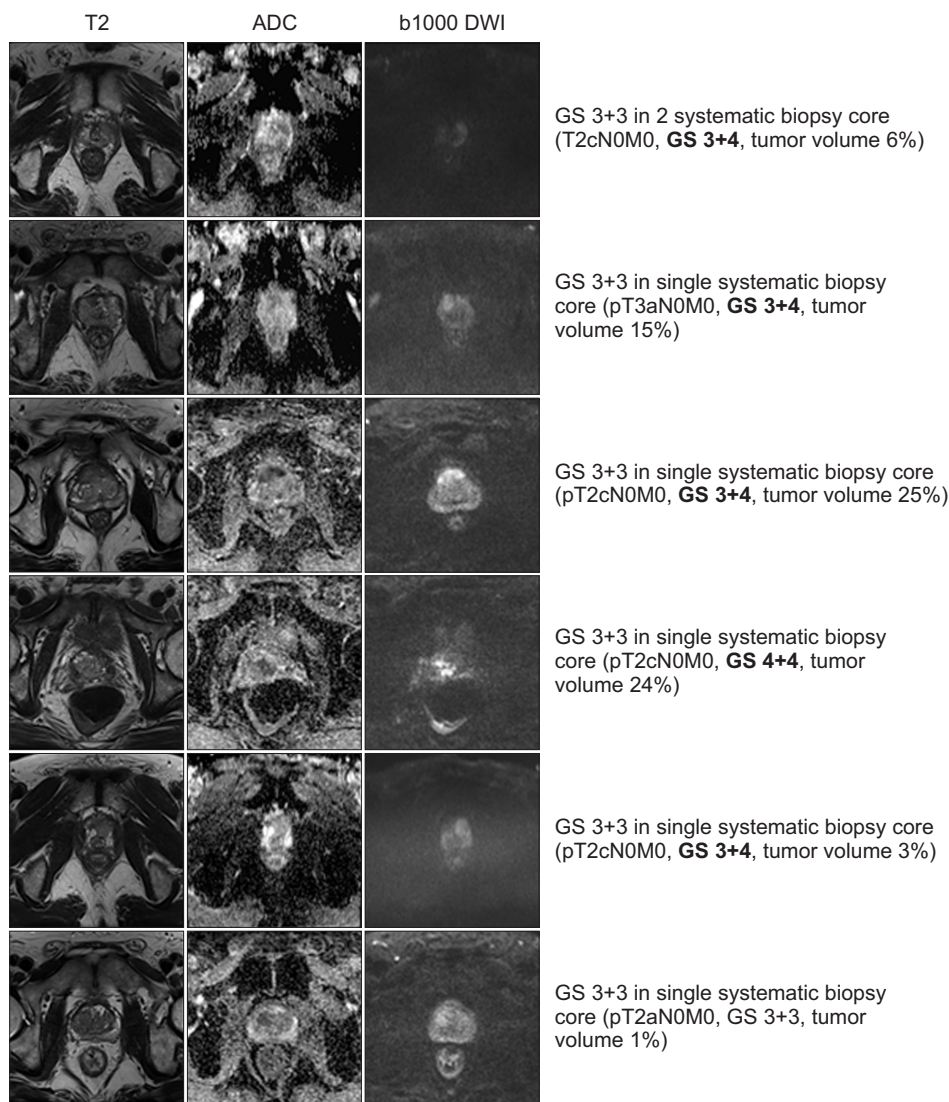 T2 ADC b1000 DWI
GS 3+3 in 2 systematic biopsy core
(T2cN0M0, GS 3+4, tumor volume 6%)
GS 3+3 in single systematic biopsy
core (pT3aN0M0, GS 3+4, tumor
volume 15%)
GS 3+3 in single systematic biopsy core
(pT2cN0M0, GS 3+4, tumor volume 25%)
GS 3+3 in single systematic biopsy
core (pT2cN0M0, GS 4+4, tumor
volume 24%)
GS 3+3 in single systematic biopsy core
(pT2cN0M0, GS 3+4, tumor volume 3%)
GS 3+3 in single systematic biopsy
core (pT2aN0M0, GS 3+3, tumor
volume 1%)